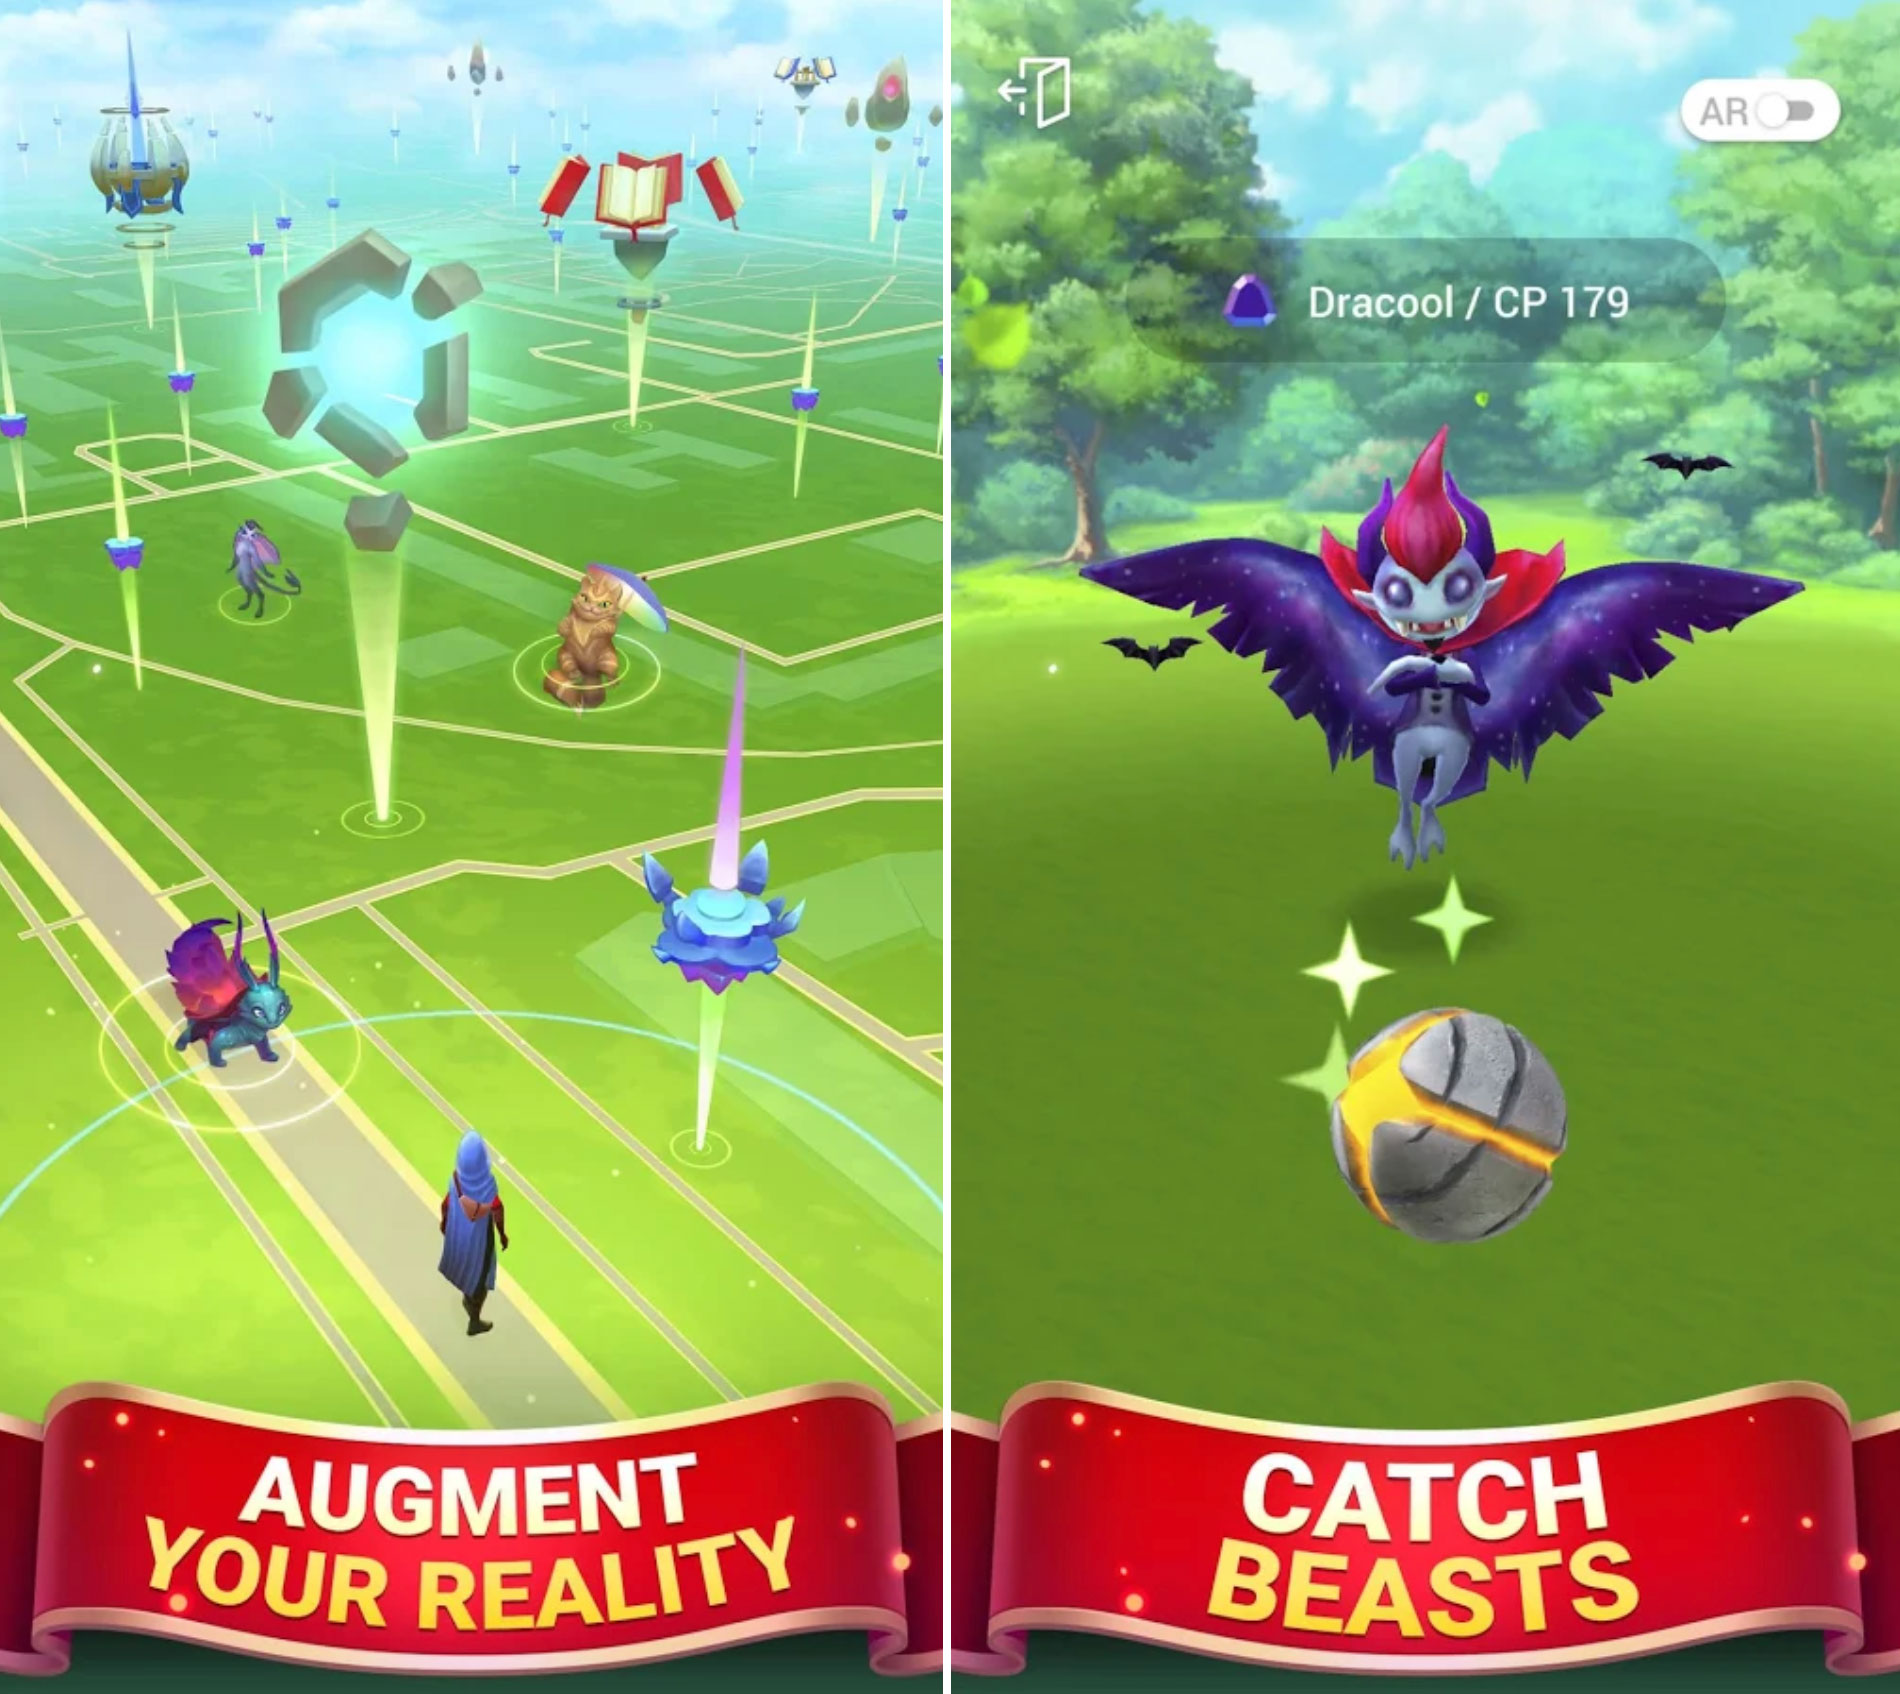 AUGMENT
YOUR REALITY
AR
Dracool / CP 179
CATCH
BEASTS